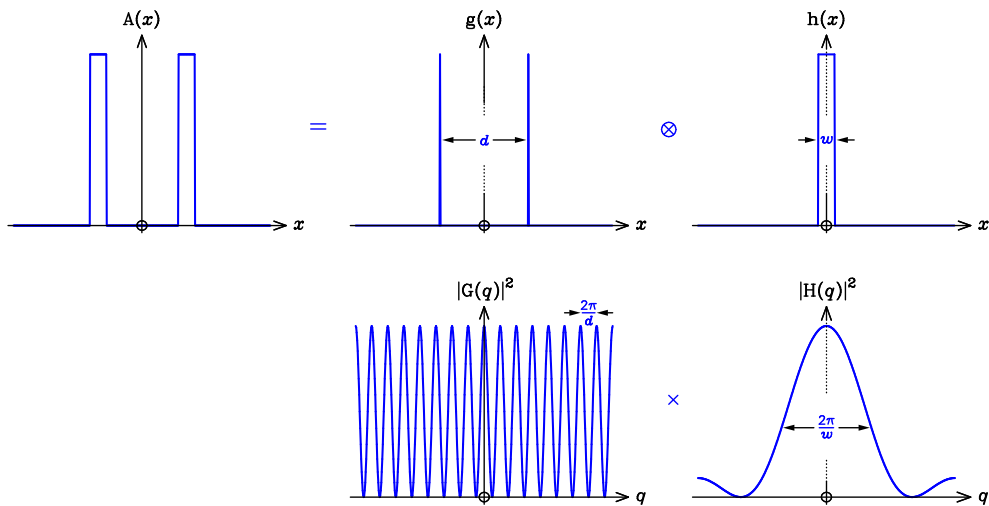 A(x) g(x) h(x)
= d ⊗ w
x x x
|G(q)|² |H(q)|²
2π/d
× 2π/w
q q